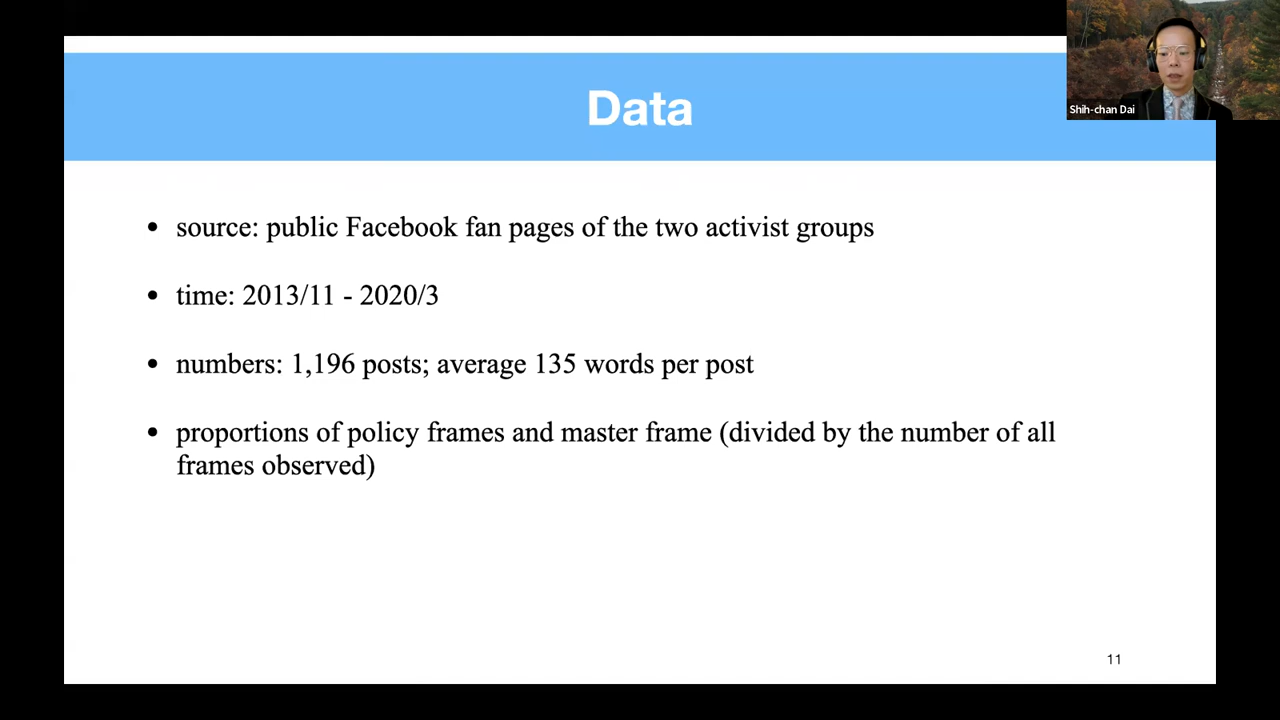 Data
Shih-chan Dai
• source: public Facebook fan pages of the two activist groups
• time: 2013/11 - 2020/3
• numbers: 1,196 posts; average 135 words per post
• proportions of policy frames and master frame (divided by the number of all
frames observed)
11